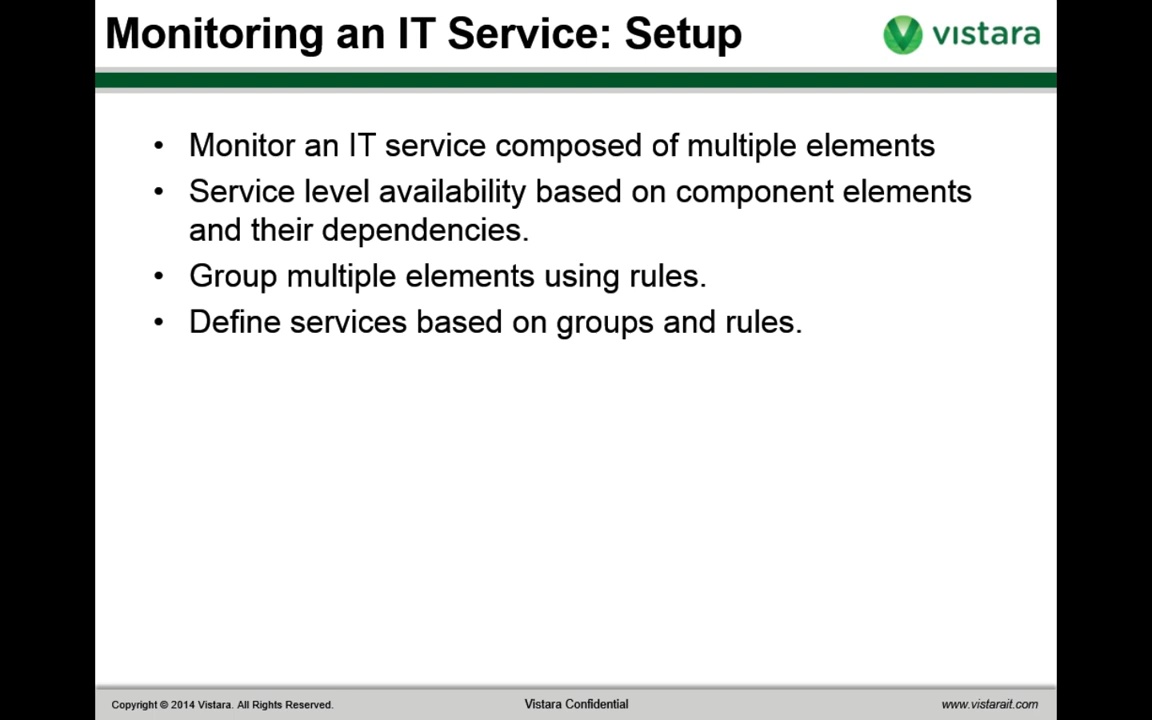 Monitoring an IT Service: Setup
vistara
• Monitor an IT service composed of multiple elements
• Service level availability based on component elements
and their dependencies.
• Group multiple elements using rules.
• Define services based on groups and rules.
Copyright © 2014 Vistara. All Rights Reserved.
Vistara Confidential
www.vistarait.com